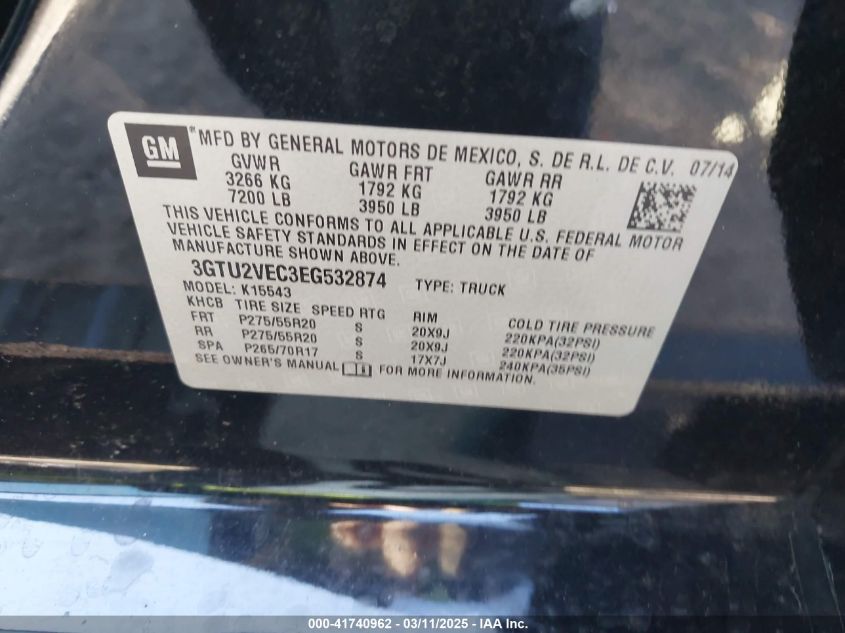 GM ® MFD BY GENERAL MOTORS DE MEXICO, S. DE R.L. DE C.V. 07/14
GVWR GAWR FRT GAWR RR
3266 KG 1792 KG 1792 KG
7200 LB 3950 LB 3950 LB
THIS VEHICLE CONFORMS TO ALL APPLICABLE U.S. FEDERAL MOTOR
VEHICLE SAFETY STANDARDS IN EFFECT ON THE DATE OF
MANUFACTURE SHOWN ABOVE.
3GTU2VEC3EG532874 TYPE: TRUCK
MODEL: K15543
KHCB TIRE SIZE SPEED RTG RIM COLD TIRE PRESSURE
FRT P275/55R20 S 20X9J 220KPA(32PSI)
RR P275/55R20 S 20X9J 220KPA(32PSI)
SPA P265/70R17 S 17X7J 240KPA(35PSI)
SEE OWNER'S MANUAL FOR MORE INFORMATION.
000-41740962 - 03/11/2025 - IAA Inc.